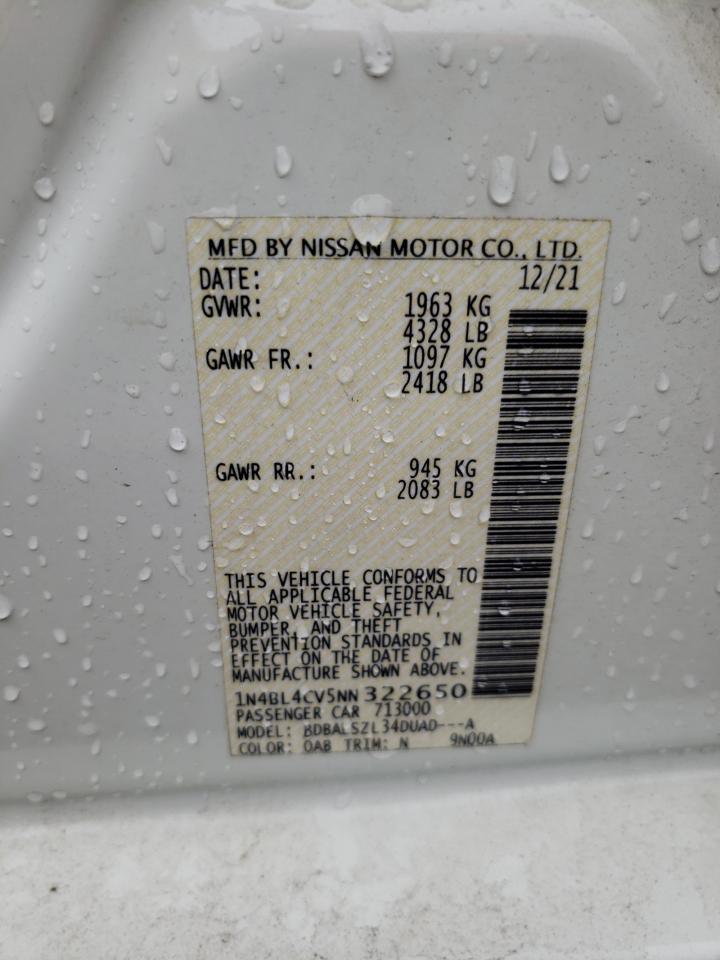 MFD BY NISSAN MOTOR CO., LTD.
DATE: 12/21
GVWR: 1963 KG
4328 LB
GAWR FR.: 1097 KG
2418 LB
GAWR RR.: 945 KG
2083 LB
THIS VEHICLE CONFORMS TO
ALL APPLICABLE FEDERAL
MOTOR VEHICLE SAFETY,
BUMPER, AND THEFT
PREVENTION STANDARDS IN
EFFECT ON THE DATE OF
MANUFACTURE SHOWN ABOVE.
1N4BL4CV5NN322650
PASSENGER CAR 713000
MODEL: BDBALSZL34DUAD---A
COLOR: QAB TRIM: N 9N00A